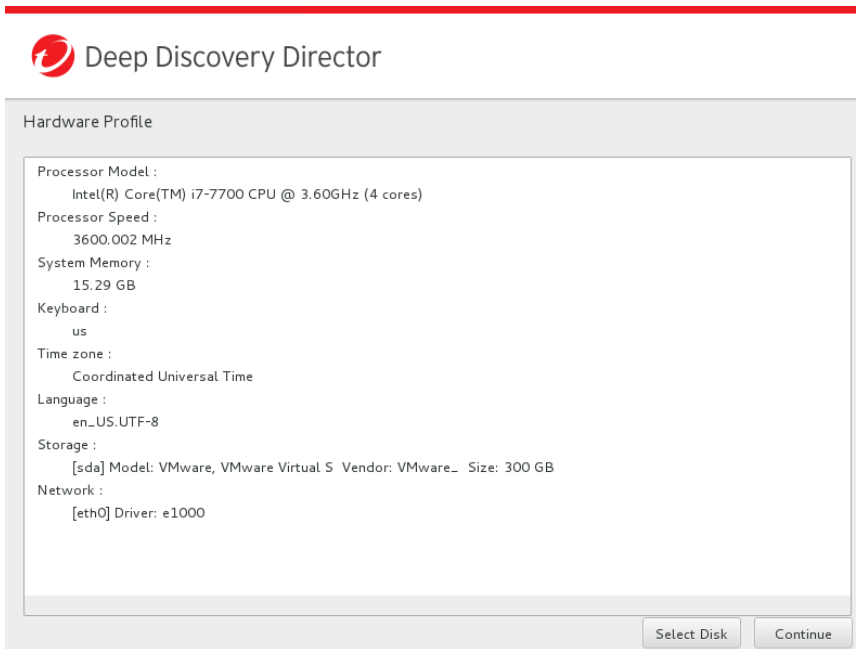 Deep Discovery Director
Hardware Profile
Processor Model :
Intel(R) Core(TM) i7-7700 CPU @ 3.60GHz (4 cores)
Processor Speed :
3600.002 MHz
System Memory :
15.29 GB
Keyboard :
us
Time zone :
Coordinated Universal Time
Language :
en_US.UTF-8
Storage :
[sda] Model: VMware, VMware Virtual S Vendor: VMware_ Size: 300 GB
Network :
[eth0] Driver: e1000
Select Disk
Continue